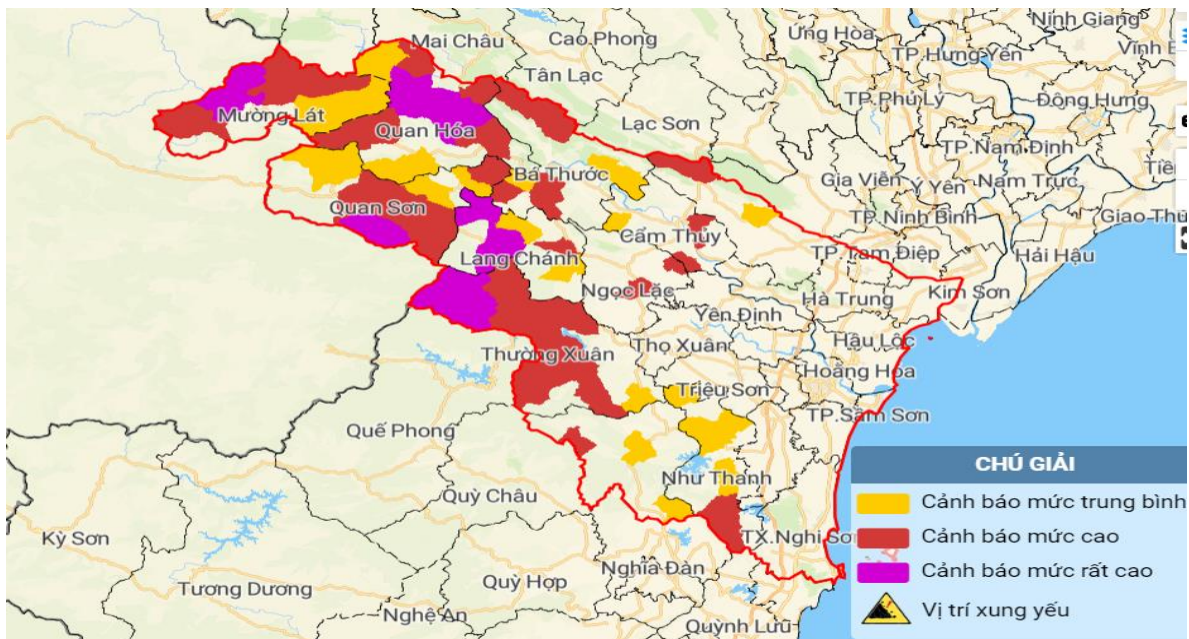 Mai Châu
Cao Phong
Ứng Hòa
Ninh Giang
TP.Hưng Yên
Tân Lạc
TP.Phủ Lý
Đông Hưng
Mường Lát
Lạc Sơn
Quan Hóa
TP.Nam Định
Bá Thước
Gia Viễn
Ý Yên
Nam Trực
Quan Sơn
TP.Ninh Bình
Cẩm Thủy
TP.Tam Điệp
Hải Hậu
Lang Chánh
Ngọc Lặc
Hà Trung
Kim Sơn
Yên Định
Thọ Xuân
Hậu Lộc
Thường Xuân
Hoằng Hóa
Triệu Sơn
TP.Sầm Sơn
Quế Phong
Như Thanh
Quỳ Châu
Kỳ Sơn
TX.Nghi Sơn
Nghĩa Đàn
Tương Dương
Quỳ Hợp
Nghệ An
Quỳnh Lưu
CHÚ GIẢI
Cảnh báo mức trung bình
Cảnh báo mức cao
Cảnh báo mức rất cao
Vị trí xung yếu